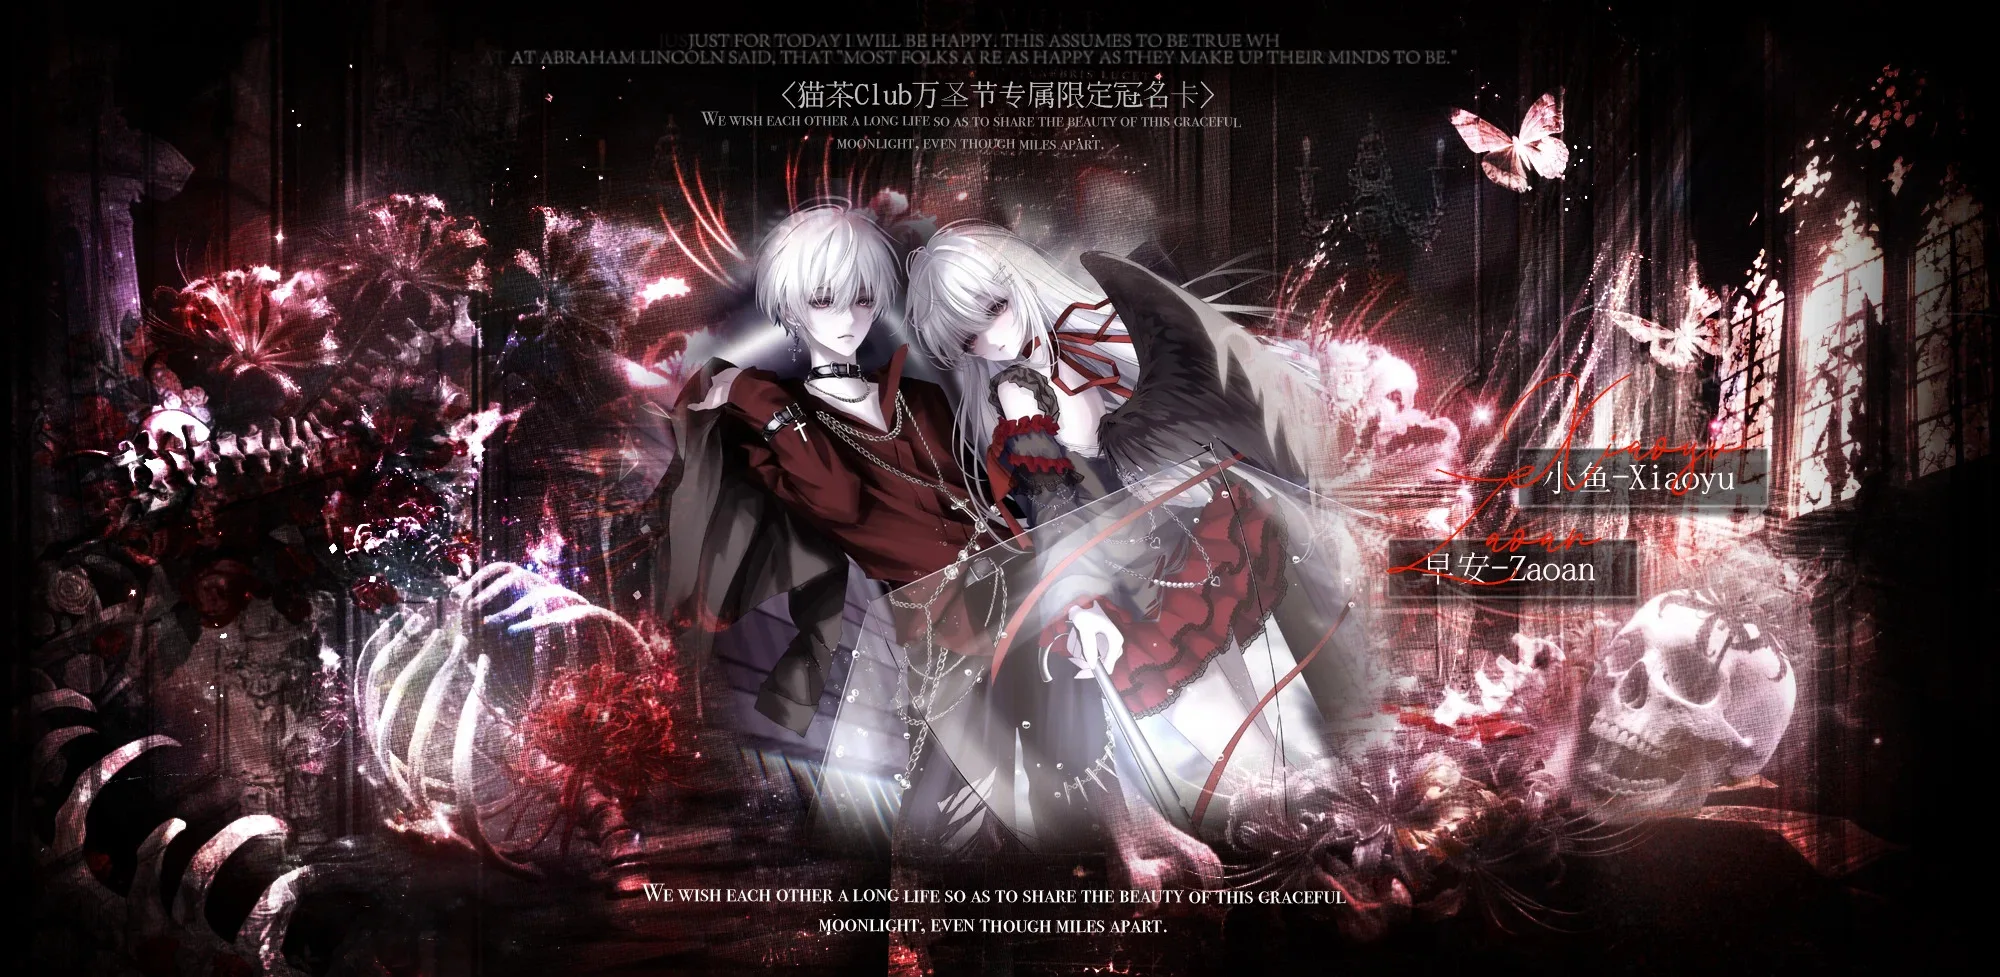 JUST FOR TODAY I WILL BE HAPPY. THIS ASSUMES TO BE TRUE WH
AT ABRAHAM LINCOLN SAID, THAT "MOST FOLKS A RE AS HAPPY AS THEY MAKE UP THEIR MINDS TO BE."
〈猫茶Club万圣节专属限定冠名卡〉
WE WISH EACH OTHER A LONG LIFE SO AS TO SHARE THE BEAUTY OF THIS GRACEFUL
MOONLIGHT, EVEN THOUGH MILES APART.
Xiaoyu
小鱼-Xiaoyu
Zaoan
早安-Zaoan
WE WISH EACH OTHER A LONG LIFE SO AS TO SHARE THE BEAUTY OF THIS GRACEFUL
MOONLIGHT, EVEN THOUGH MILES APART.